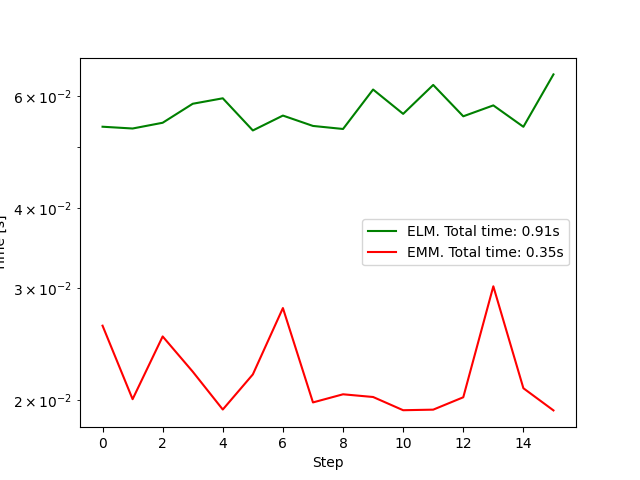 6 × 10⁻²
4 × 10⁻²
3 × 10⁻²
2 × 10⁻²
[s]
ELM. Total time: 0.91s
EMM. Total time: 0.35s
0 2 4 6 8 10 12 14
Step